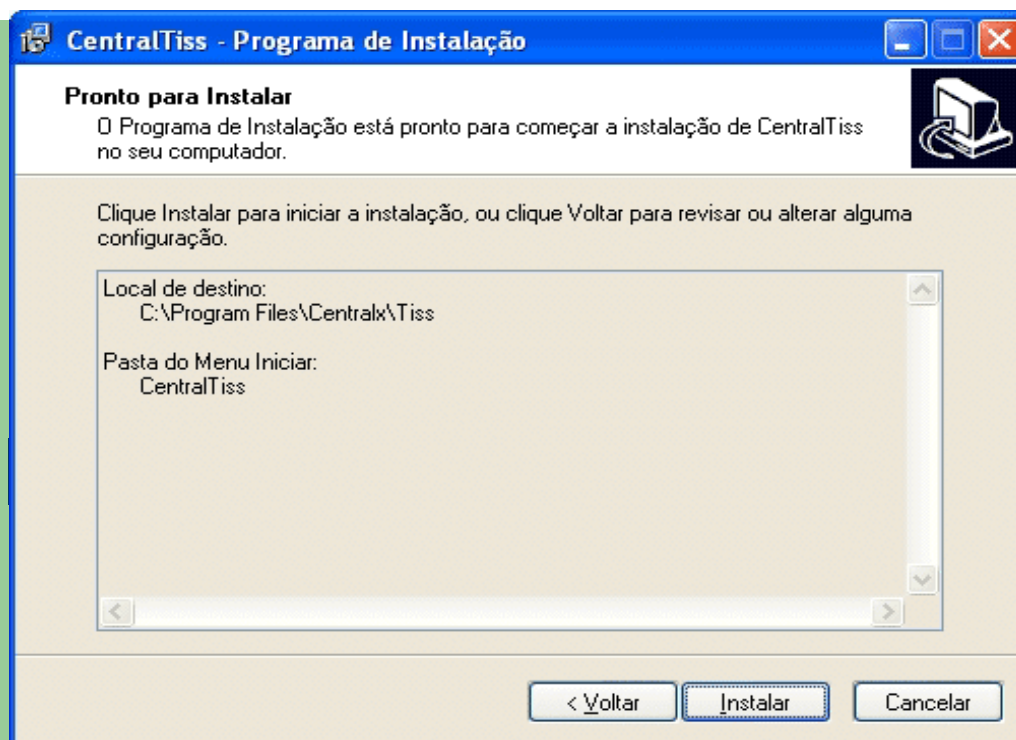 CentralTiss - Programa de Instalação
Pronto para Instalar
O Programa de Instalação está pronto para começar a instalação de CentralTiss
no seu computador.
Clique Instalar para iniciar a instalação, ou clique Voltar para revisar ou alterar alguma
configuração.
Local de destino:
C:\Program Files\Centralx\Tiss
Pasta do Menu Iniciar:
CentralTiss
< Voltar
Instalar
Cancelar